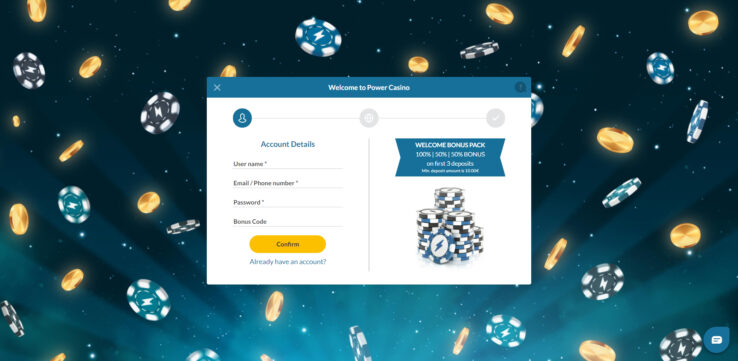 Welcome to Power Casino
Account Details
User name *
Email / Phone number *
Password *
Bonus Code
Confirm
Already have an account?
WELCOME BONUS PACK
100% | 50% | 50% BONUS
on first 3 deposits
Min. deposit amount is 10.00€